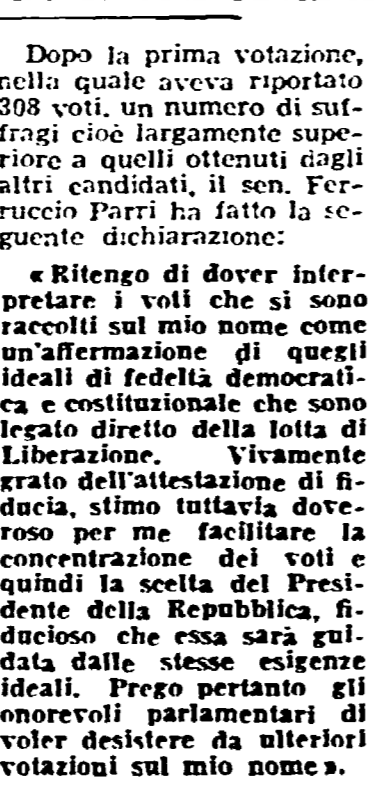 Dopo la prima votazione,
nella quale aveva riportato
308 voti, un numero di suf-
fragi cioè largamente supe-
riore a quelli ottenuti dagli
altri candidati, il sen. Fer-
ruccio Parri ha fatto la se-
guente dichiarazione:
« Ritengo di dover inter-
pretare i voti che si sono
raccolti sul mio nome come
un'affermazione di quegli
ideali di fedeltà democrati-
ca e costituzionale che sono
legato diretto della lotta di
Liberazione. Vivamente
grato dell'attestazione di fi-
ducia, stimo tuttavia dove-
roso per me facilitare la
concentrazione dei voti e
quindi la scelta del Presi-
dente della Repubblica, fi-
ducioso che essa sarà gui-
data dalle stesse esigenze
ideali. Prego pertanto gli
onorevoli parlamentari di
voler desistere da ulteriori
votazioni sul mio nome ».